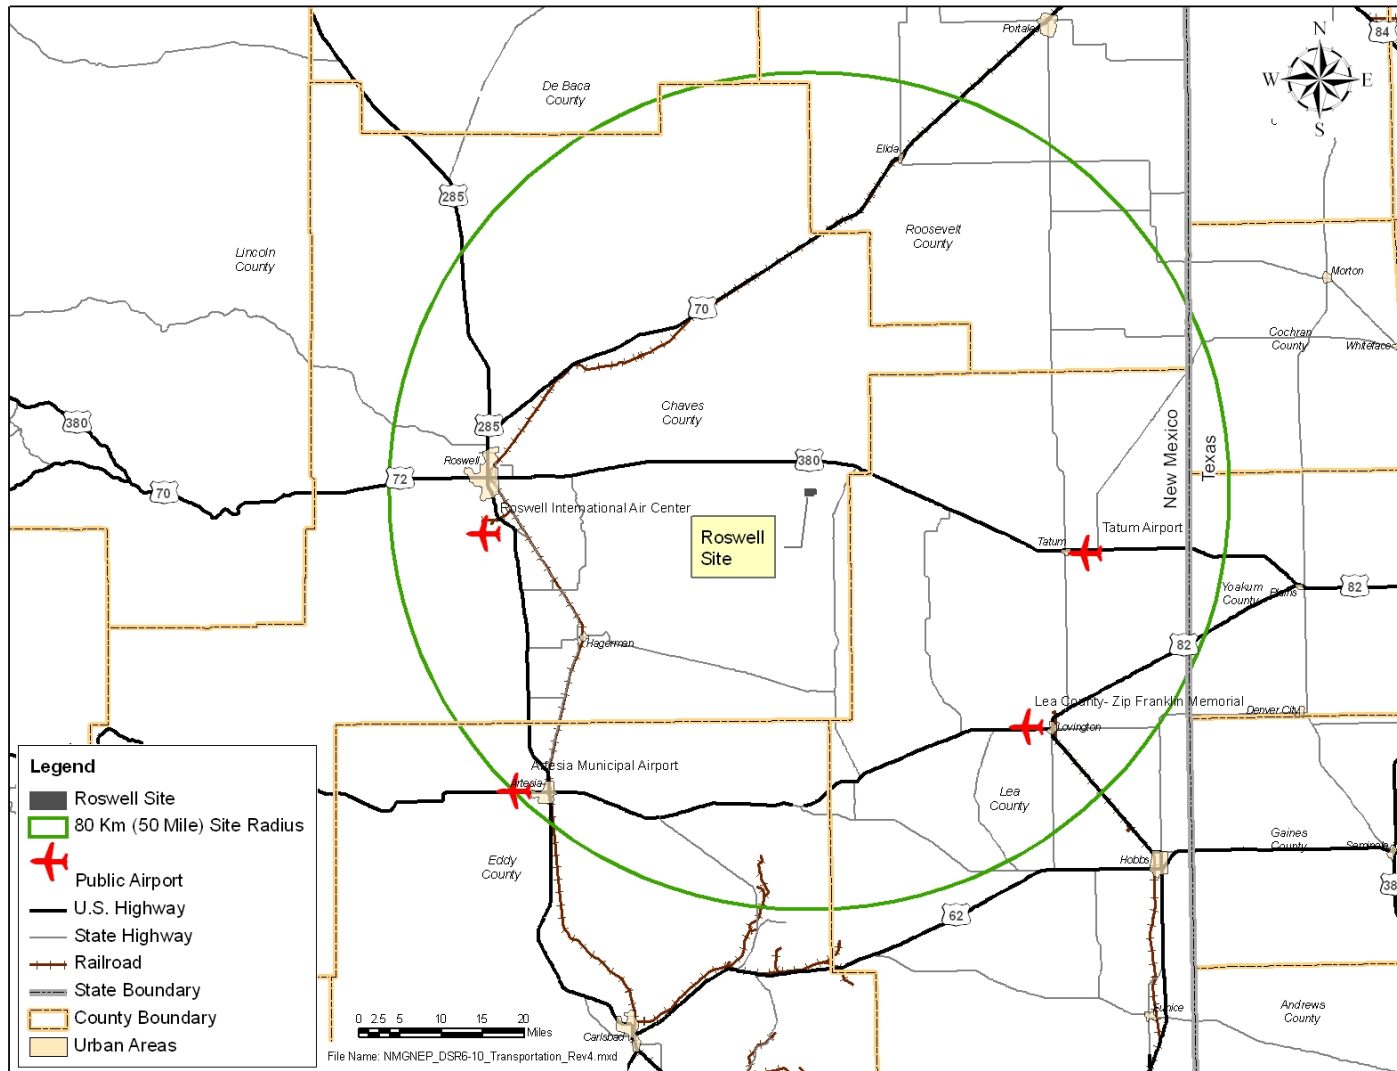 Portales
84
N
W E
S
De Baca
County
Elida
285
Roosevelt
County
Lincoln
County
Morton
70
Cochran
County
Whiteface
Chaves
County
New Mexico
Texas
380
285
Roswell
380
72
70
Roswell International Air Center
Roswell
Site
Tatum Airport
Tatum
Yoakum
County
Plains
82
Hagerman
82
Lea County- Zip Franklin Memorial
Denver City
Lovington
Artesia Municipal Airport
Artesia
Lea
County
Gaines
County
Seminole
Hobbs
Eddy
County
38
62
Andrews
County
Eunice
Carlsbad
Legend
Roswell Site
80 Km (50 Mile) Site Radius
Public Airport
U.S. Highway
State Highway
Railroad
State Boundary
County Boundary
Urban Areas
0 2.5 5 10 15 20
Miles
File Name: NMGNEP_DSR6-10_Transportation_Rev4.mxd